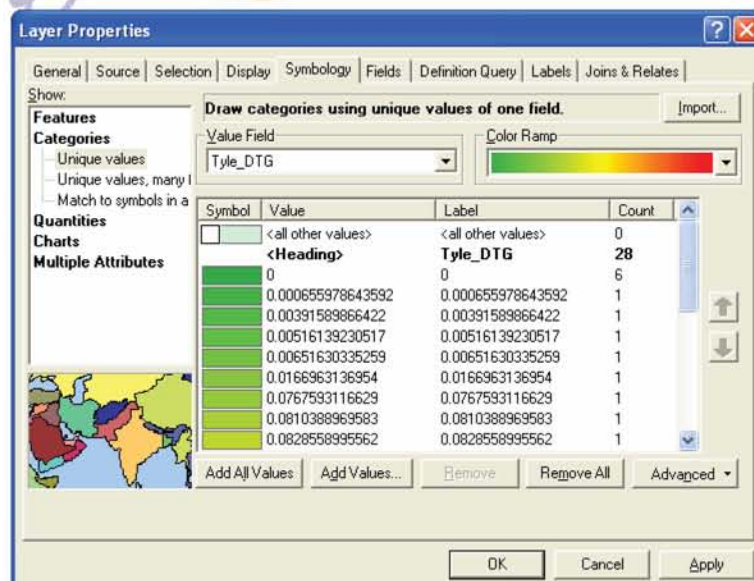 Layer Properties
General Source Selection Display Symbology Fields Definition Query Labels Joins & Relates
Show:
Features
Categories
Unique values
Unique values, many f
Match to symbols in a
Quantities
Charts
Multiple Attributes
Draw categories using unique values of one field.
Import...
Value Field
Tyle_DTG
Color Ramp
Symbol Value Label Count
<all other values> <all other values> 0
<Heading> Tyle_DTG 28
0 0 6
0.000655978643592 0.000655978643592 1
0.00391589866422 0.00391589866422 1
0.00516139230517 0.00516139230517 1
0.00651630335259 0.00651630335259 1
0.0166963136954 0.0166963136954 1
0.0767593116629 0.0767593116629 1
0.0810388969583 0.0810388969583 1
0.0828558995562 0.0828558995562 1
Add All Values Add Values... Remove Remove All Advanced
OK Cancel Apply